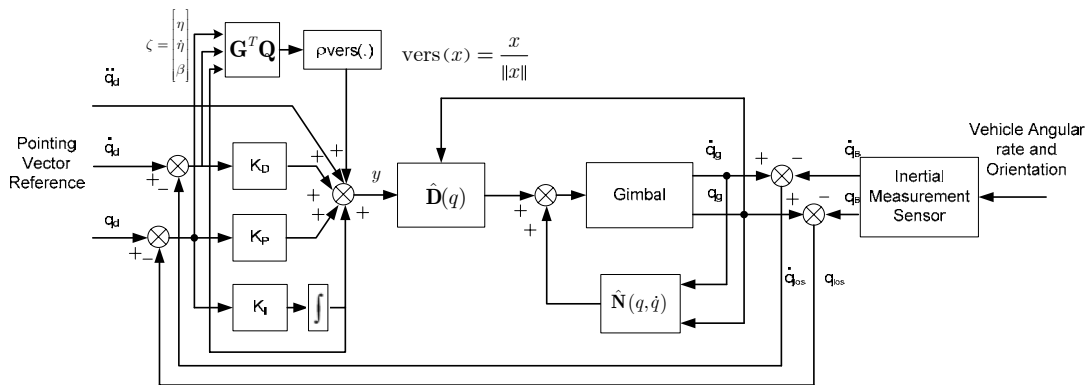 ζ = [η η̇ β]
G^T Q
ρvers(.)
vers(x) = x / ||x||
q̈d
Pointing
Vector
Reference
q̇d
+
−
KD
+
+
+
+
+
+
y
D̂(q)
+
+
Gimbal
q̇g
qg
+
−
+
−
q̇B
qB
Inertial
Measurement
Sensor
Vehicle Angular
rate and
Orientation
qd
+
−
KP
KI
∫
N̂(q, q̇)
q̇los
qlos